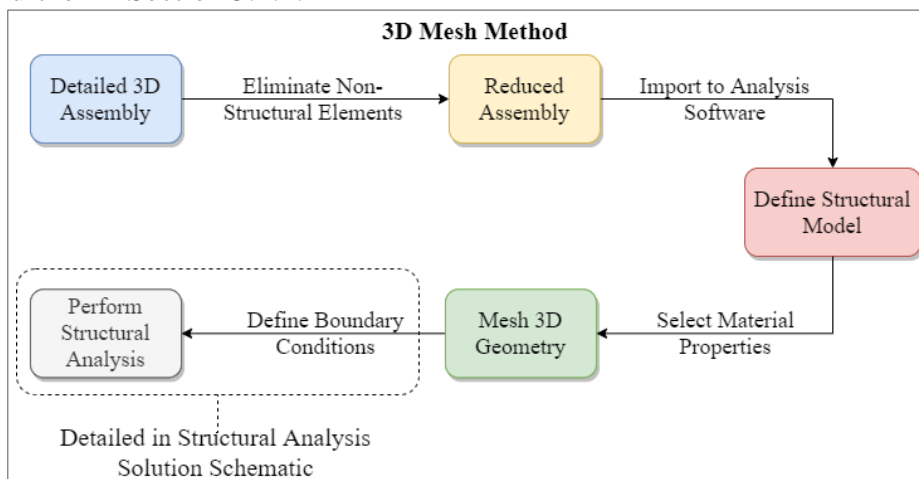 3D Mesh Method
Detailed 3D
Assembly
Eliminate Non-
Structural Elements
Reduced
Assembly
Import to Analysis
Software
Define Structural
Model
Select Material
Properties
Mesh 3D
Geometry
Define Boundary
Conditions
Perform
Structural
Analysis
Detailed in Structural Analysis
Solution Schematic